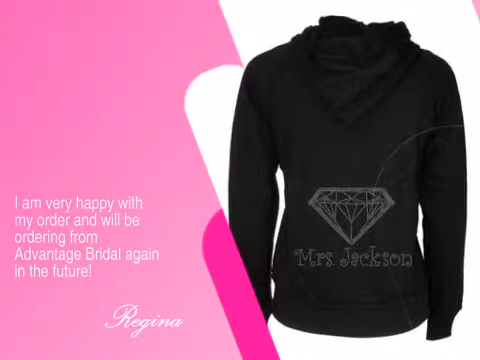 I am very happy with
my order and will be
ordering from
Advantage Bridal again
in the future!
Regina
Mrs. Jackson